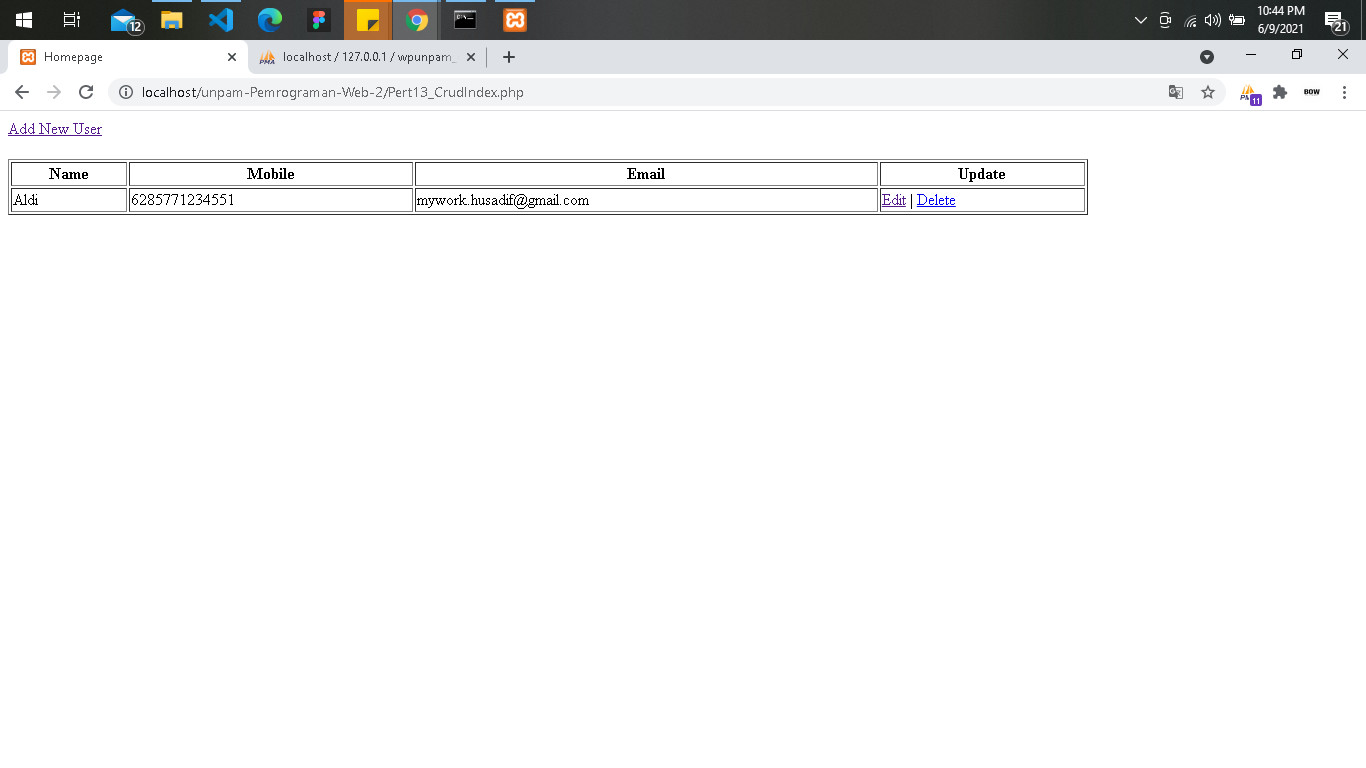 12
10:44 PM
6/9/2021
21
Homepage
localhost / 127.0.0.1 / wpunpam_
localhost/unpam-Pemrograman-Web-2/Pert13_CrudIndex.php
11
BOW
Add New User
Name Mobile Email Update
Aldi 6285771234551 mywork.husadif@gmail.com Edit | Delete